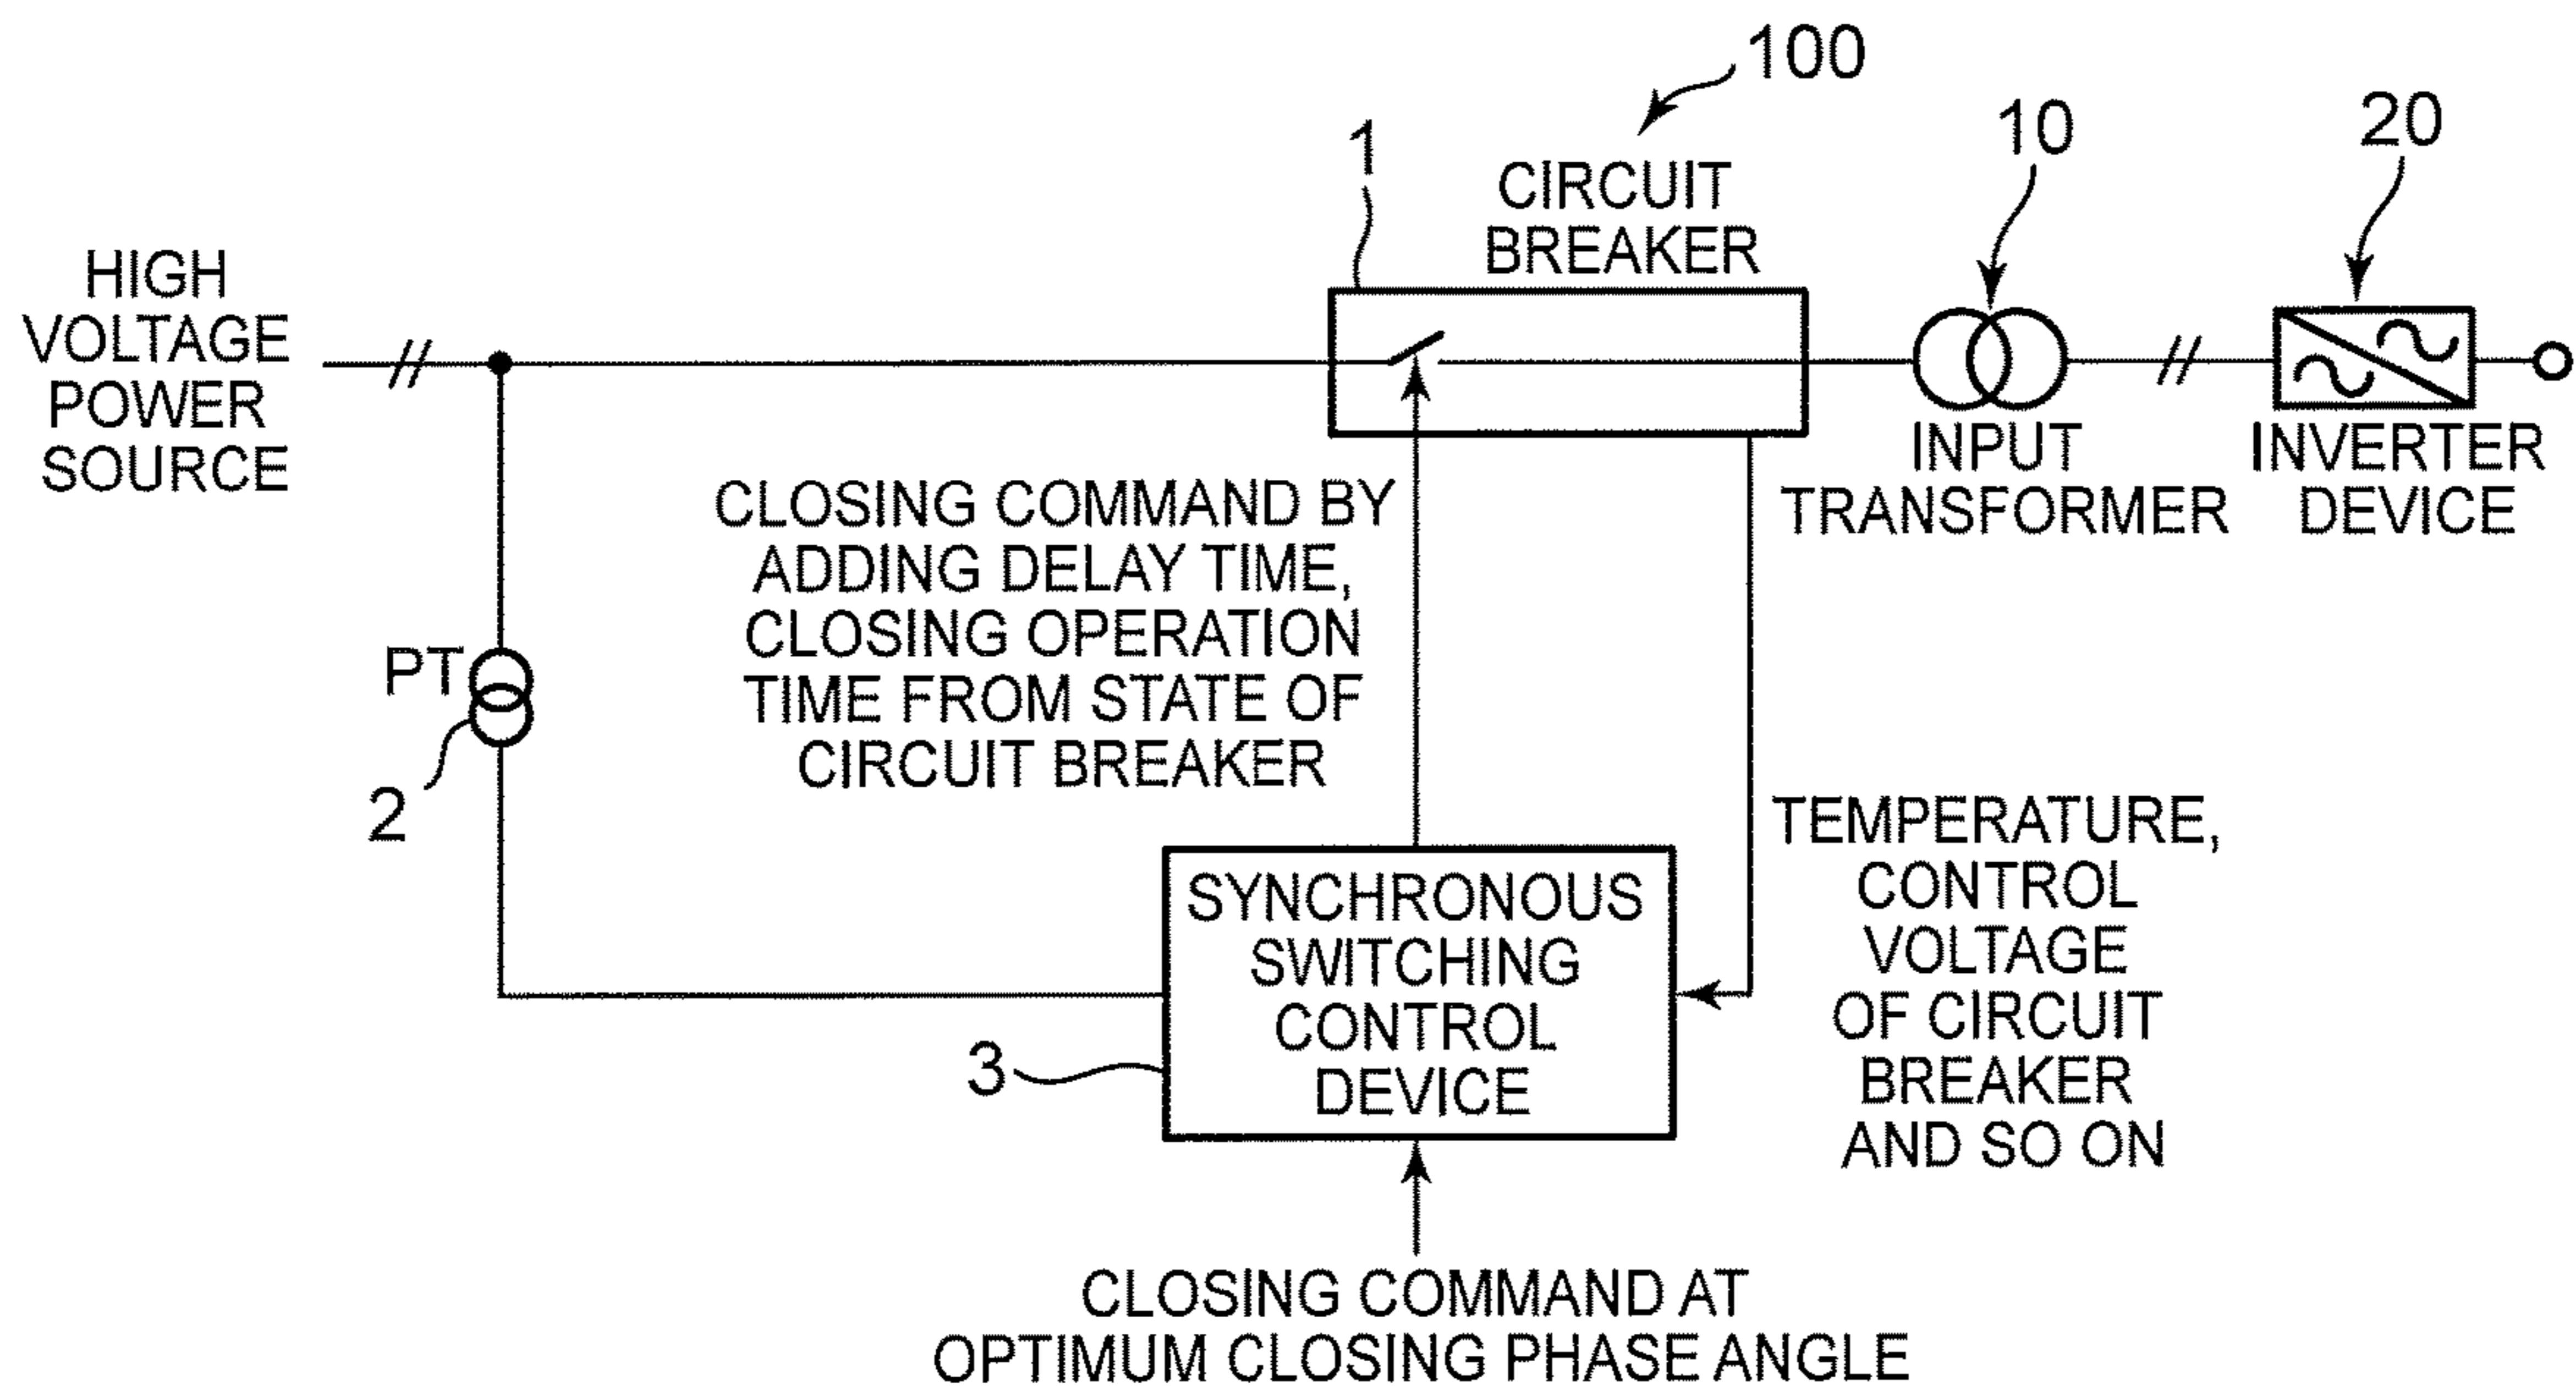 100
1
10
20
CIRCUIT
BREAKER
HIGH
VOLTAGE
POWER
SOURCE
INPUT
TRANSFORMER
INVERTER
DEVICE
CLOSING COMMAND BY
ADDING DELAY TIME,
CLOSING OPERATION
TIME FROM STATE OF
CIRCUIT BREAKER
PT
2
TEMPERATURE,
CONTROL
VOLTAGE
OF CIRCUIT
BREAKER
AND SO ON
SYNCHRONOUS
SWITCHING
CONTROL
DEVICE
3
CLOSING COMMAND AT
OPTIMUM CLOSING PHASE ANGLE